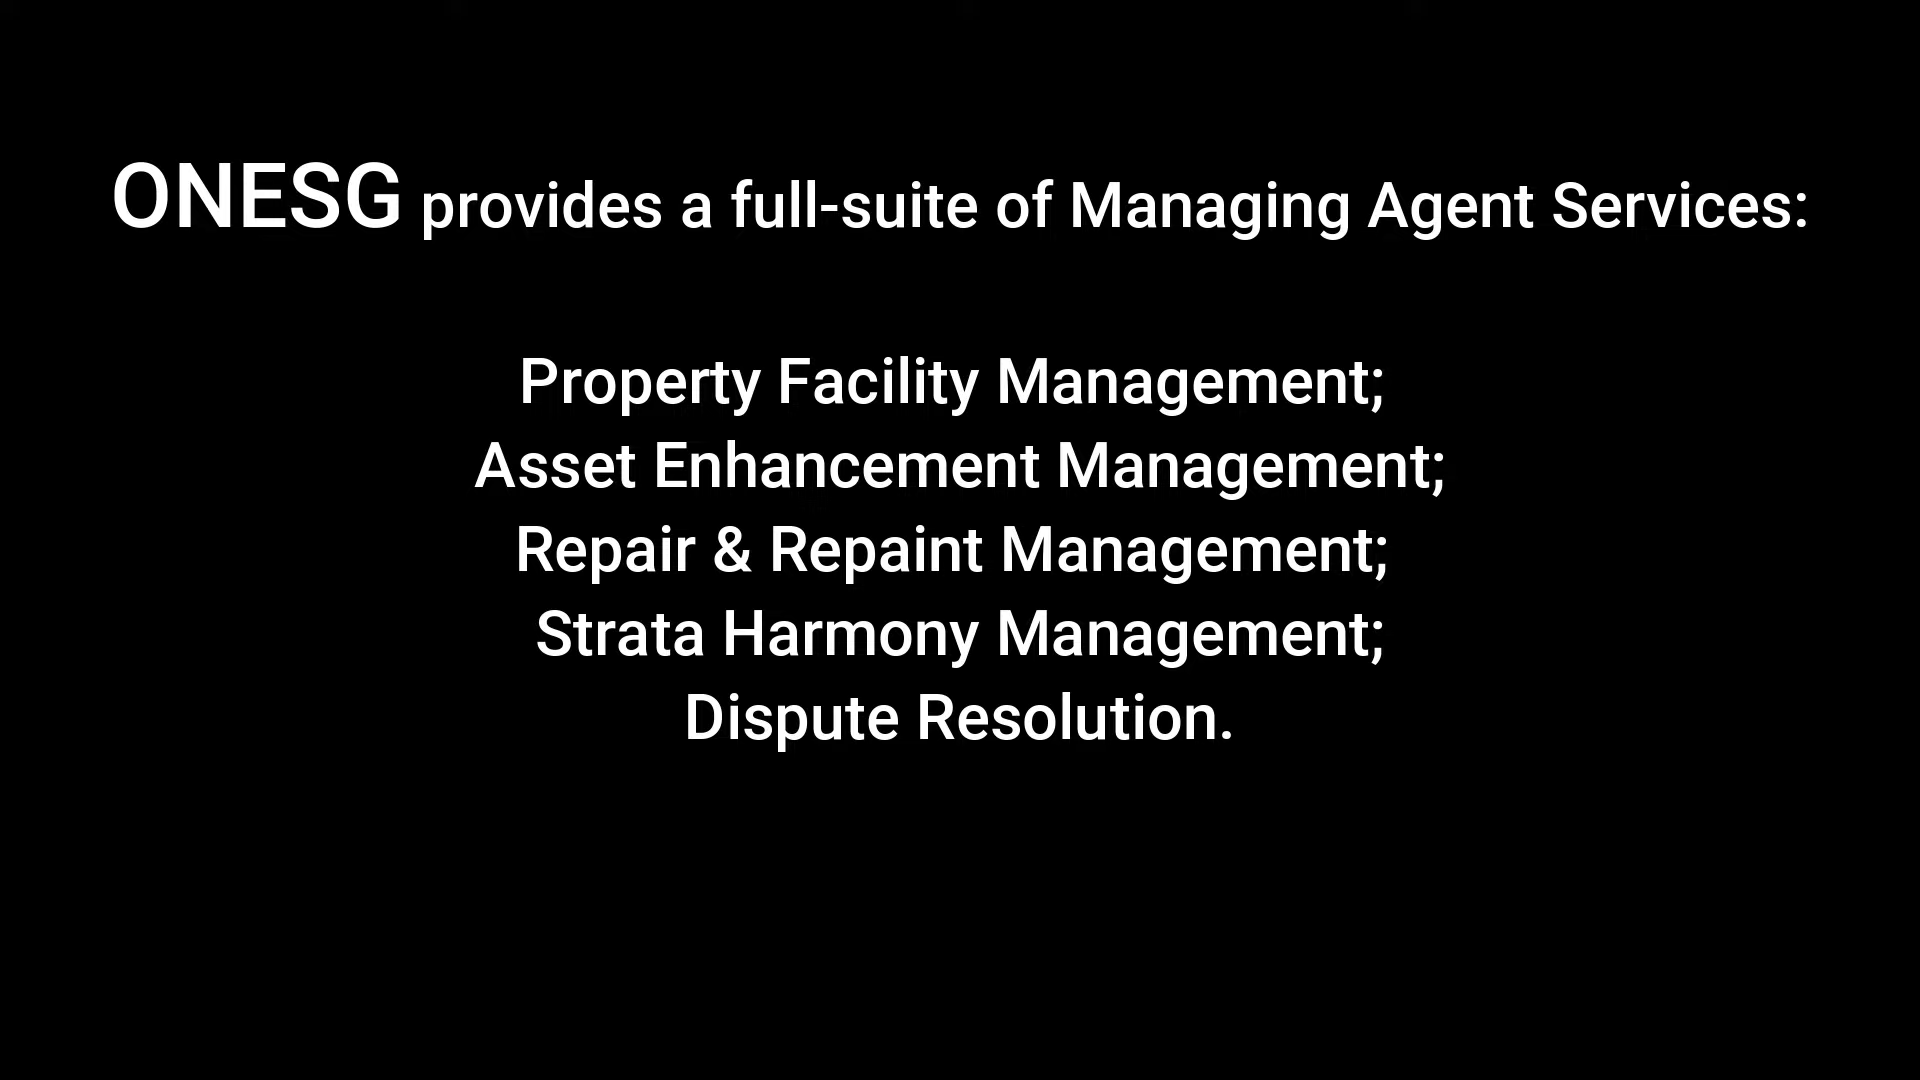 ONESG provides a full-suite of Managing Agent Services:
Property Facility Management;
Asset Enhancement Management;
Repair & Repaint Management;
Strata Harmony Management;
Dispute Resolution.